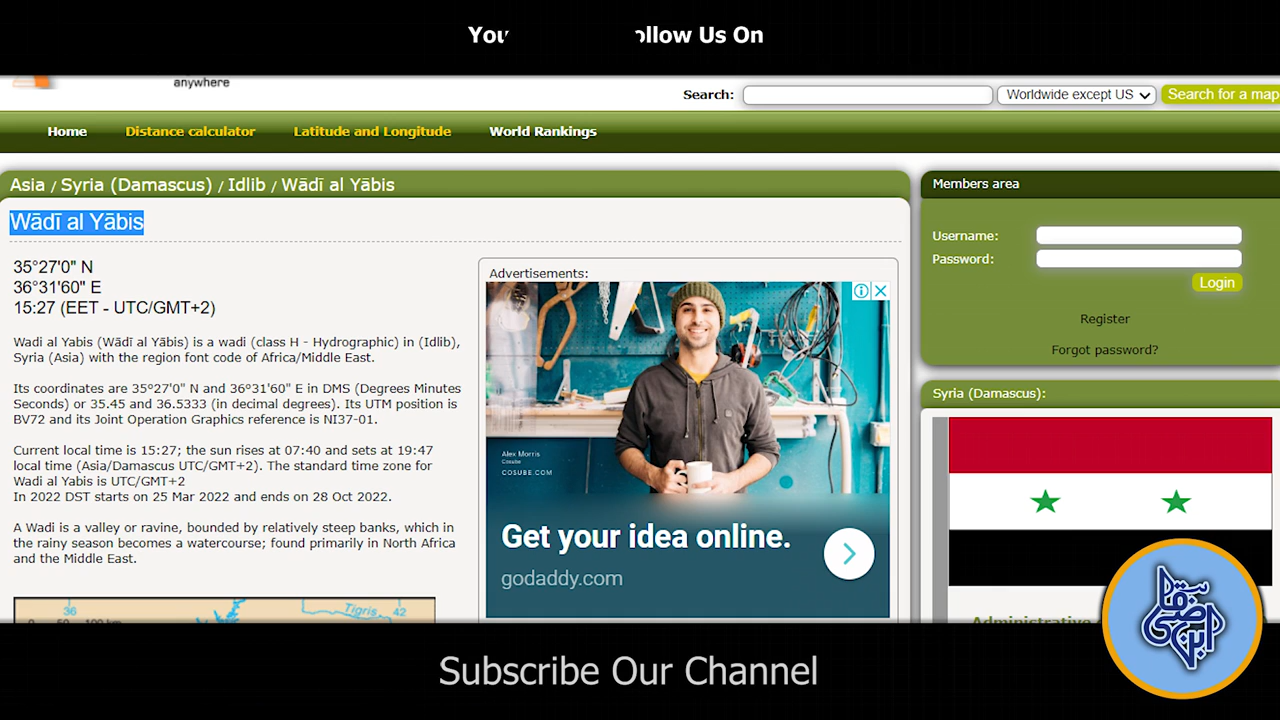 You ollow Us On
anywhere
Search: Worldwide except US Search for a map
Home Distance calculator Latitude and Longitude World Rankings
Asia / Syria (Damascus) / Idlib / Wādī al Yābis
Wādī al Yābis
35°27'0" N
36°31'60" E
15:27 (EET - UTC/GMT+2)
Wadi al Yabis (Wādī al Yābis) is a wadi (class H - Hydrographic) in (Idlib),
Syria (Asia) with the region font code of Africa/Middle East.
Its coordinates are 35°27'0" N and 36°31'60" E in DMS (Degrees Minutes
Seconds) or 35.45 and 36.5333 (in decimal degrees). Its UTM position is
BV72 and its Joint Operation Graphics reference is NI37-01.
Current local time is 15:27; the sun rises at 07:40 and sets at 19:47
local time (Asia/Damascus UTC/GMT+2). The standard time zone for
Wadi al Yabis is UTC/GMT+2
In 2022 DST starts on 25 Mar 2022 and ends on 28 Oct 2022.
A Wadi is a valley or ravine, bounded by relatively steep banks, which in
the rainy season becomes a watercourse; found primarily in North Africa
and the Middle East.
36 Tigris 42
0 50 100 km
Advertisements:
Alex Morris
Cosube
COSUBE.COM
Get your idea online.
godaddy.com
Members area
Username:
Password:
Login
Register
Forgot password?
Syria (Damascus):
Administrative
Subscribe Our Channel